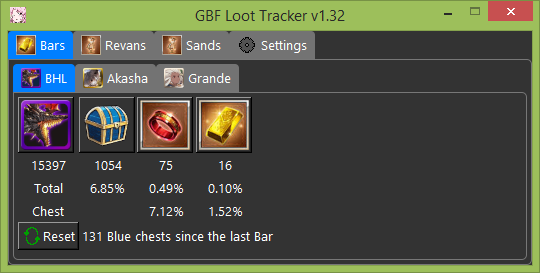 GBF Loot Tracker v1.32
Bars Revans Sands Settings
BHL Akasha Grande
15397 1054 75 16
Total 6.85% 0.49% 0.10%
Chest 7.12% 1.52%
Reset 131 Blue chests since the last Bar